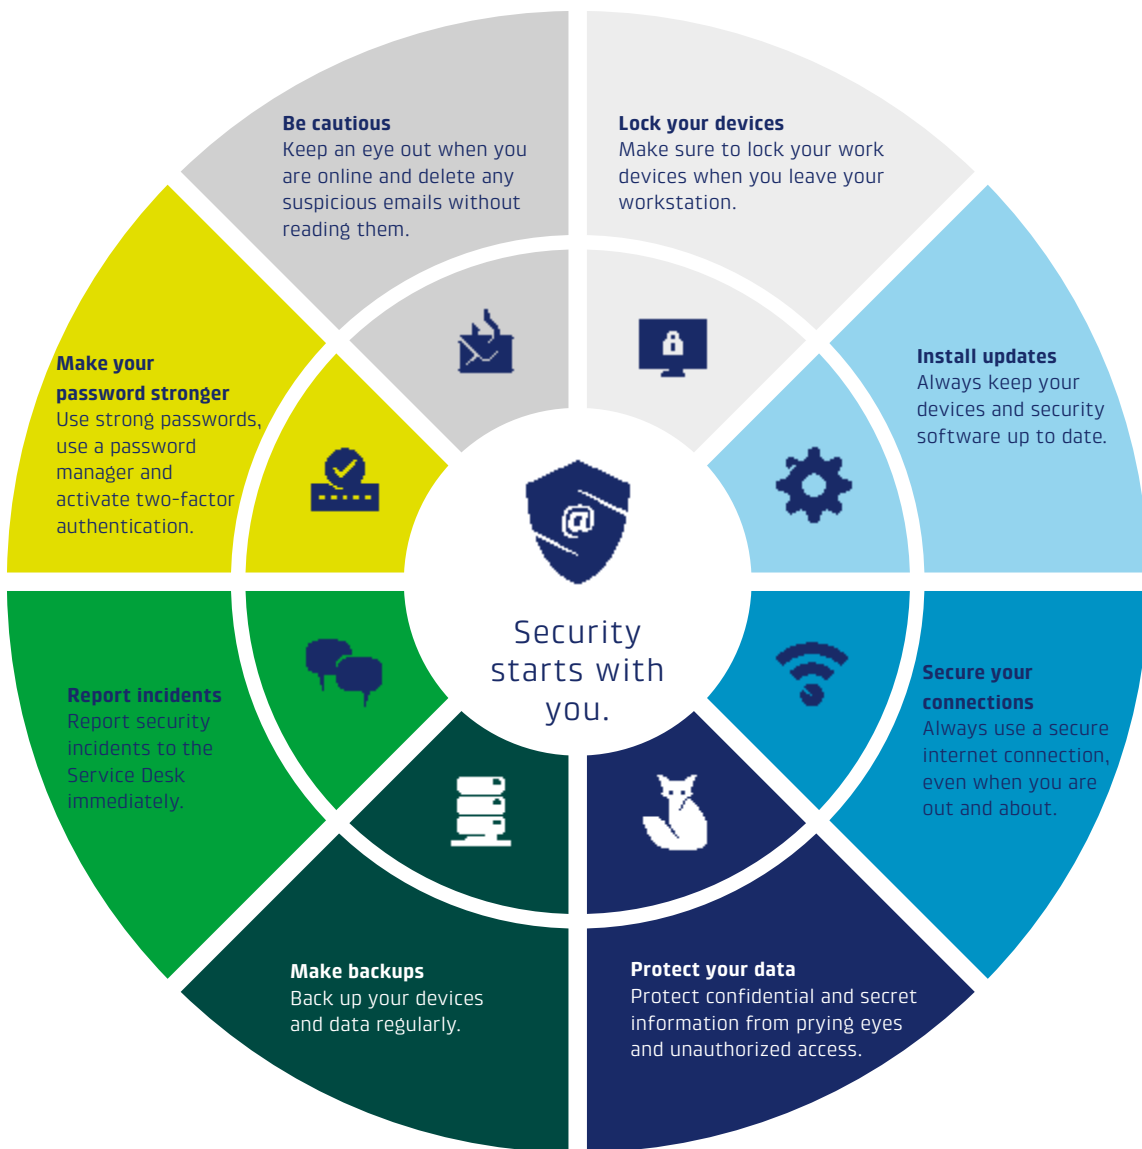 Be cautious
Keep an eye out when you
are online and delete any
suspicious emails without
reading them.
Lock your devices
Make sure to lock your work
devices when you leave your
workstation.
Install updates
Always keep your
devices and security
software up to date.
Secure your
connections
Always use a secure
internet connection,
even when you are
out and about.
Protect your data
Protect confidential and secret
information from prying eyes
and unauthorized access.
Make backups
Back up your devices
and data regularly.
Report incidents
Report security
incidents to the
Service Desk
immediately.
Make your
password stronger
Use strong passwords,
use a password
manager and
activate two-factor
authentication.
@
Security
starts with
you.